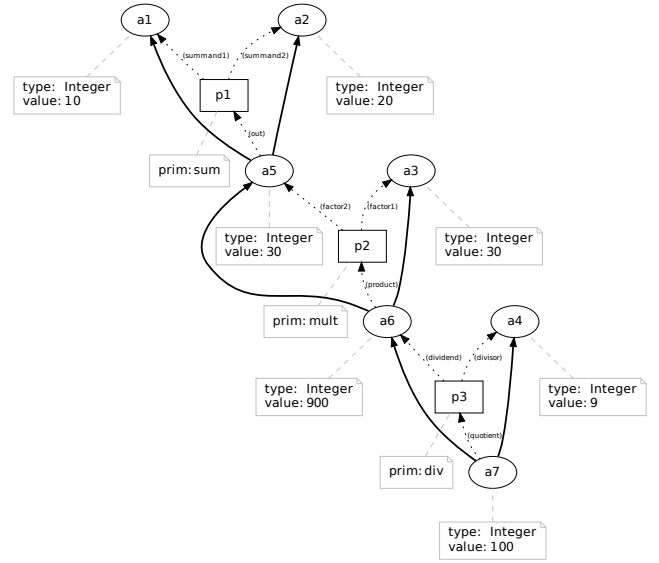 a1
a2
(summand1)
(summand2)
type: Integer
value: 10
p1
type: Integer
value: 20
(out)
prim: sum
a5
a3
(factor2)
(factor1)
type: Integer
value: 30
p2
type: Integer
value: 30
(product)
prim: mult
a6
a4
(dividend)
(divisor)
type: Integer
value: 900
p3
type: Integer
value: 9
(quotient)
prim: div
a7
type: Integer
value: 100